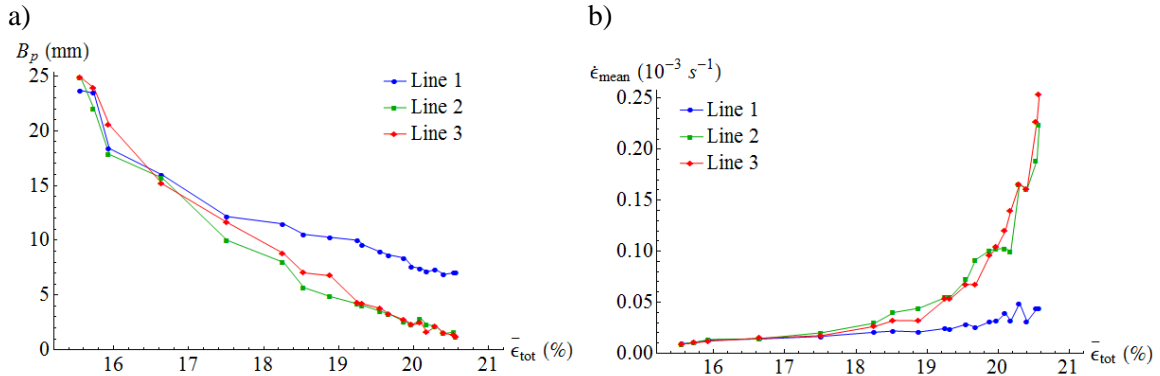 a)
B_p (mm)
25
20
15
10
5
0
16 17 18 19 20 21
ϵ̄_tot (%)
Line 1
Line 2
Line 3
b)
ϵ̇_mean (10⁻³ s⁻¹)
0.25
0.20
0.15
0.10
0.05
0.00
16 17 18 19 20 21
ϵ̄_tot (%)
Line 1
Line 2
Line 3